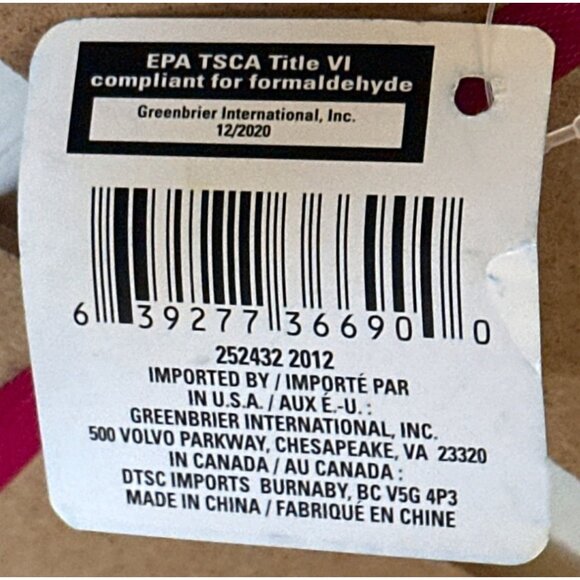 EPA TSCA Title VI
compliant for formaldehyde
Greenbrier International, Inc.
12/2020
6 39277 36690 0
252432 2012
IMPORTED BY / IMPORTÉ PAR
IN U.S.A. / AUX É.-U. :
GREENBRIER INTERNATIONAL, INC.
500 VOLVO PARKWAY, CHESAPEAKE, VA 23320
IN CANADA / AU CANADA :
DTSC IMPORTS BURNABY, BC V5G 4P3
MADE IN CHINA / FABRIQUÉ EN CHINE